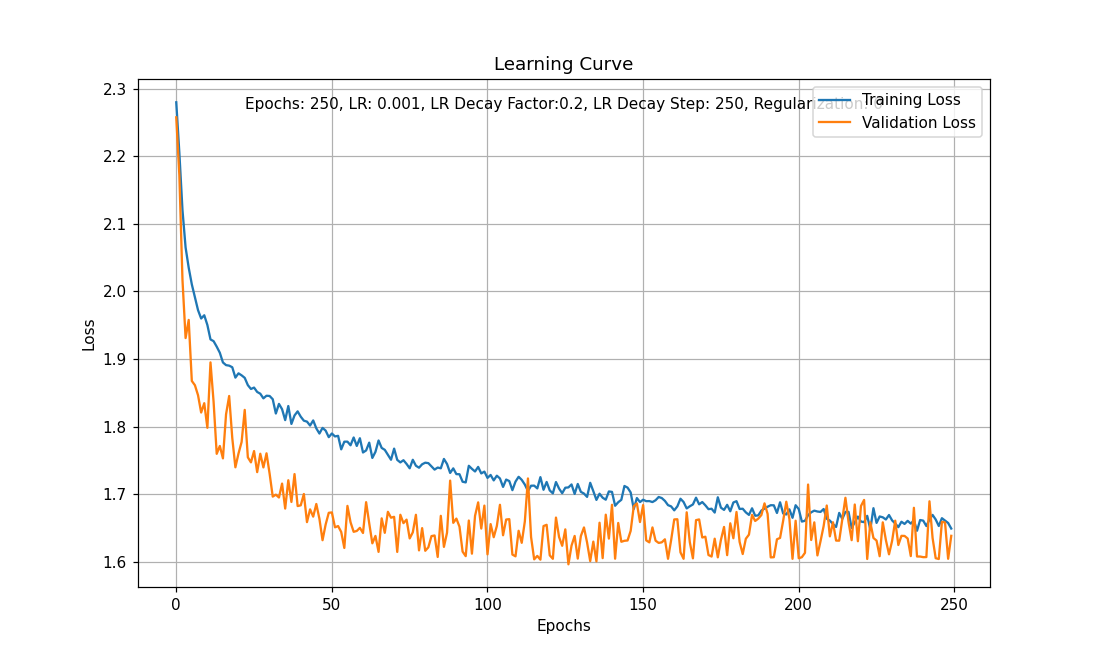 Learning Curve
2.3
2.2
2.1
2.0
1.9
1.8
1.7
1.6
Loss
Epochs: 250, LR: 0.001, LR Decay Factor:0.2, LR Decay Step: 250, Regularization: 0
Training Loss
Validation Loss
0 50 100 150 200 250
Epochs